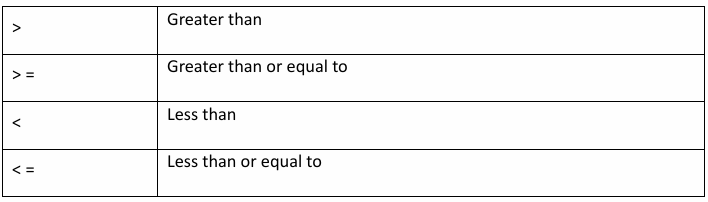 > Greater than
> = Greater than or equal to
< Less than
< = Less than or equal to